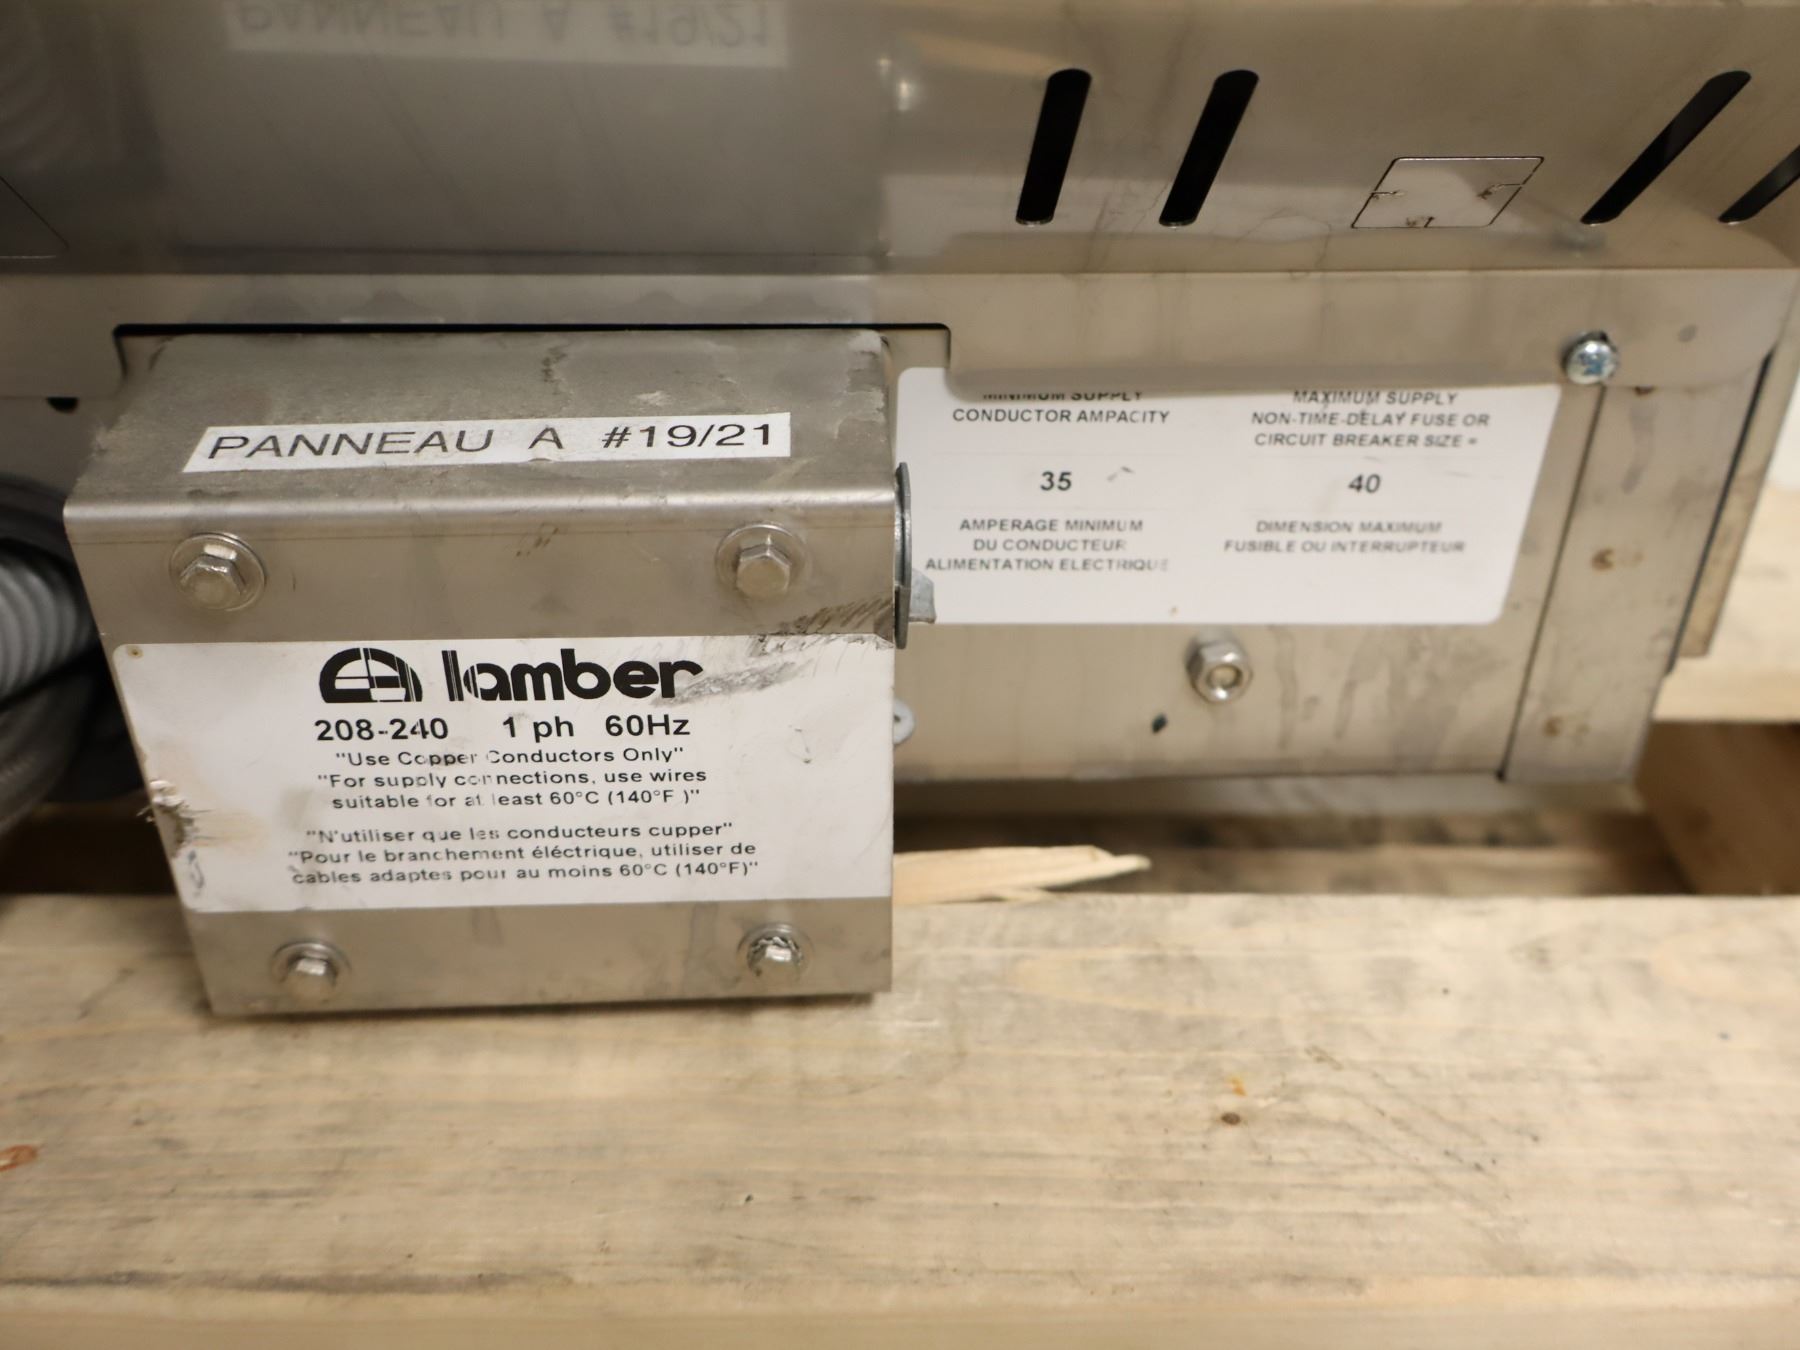 PANNEAU A #19/21
lamber
208-240 1 ph 60Hz
"Use Copper Conductors Only"
"For supply connections, use wires
suitable for at least 60°C (140°F )"
"N'utiliser que les conducteurs cupper"
"Pour le branchement éléctrique, utiliser de
cables adaptes pour au moins 60°C (140°F)"
MINIMUM SUPPLY
CONDUCTOR AMPACITY
35
AMPERAGE MINIMUM
DU CONDUCTEUR
ALIMENTATION ELECTRIQUE
MAXIMUM SUPPLY
NON-TIME-DELAY FUSE OR
CIRCUIT BREAKER SIZE =
40
DIMENSION MAXIMUM
FUSIBLE OU INTERRUPTEUR